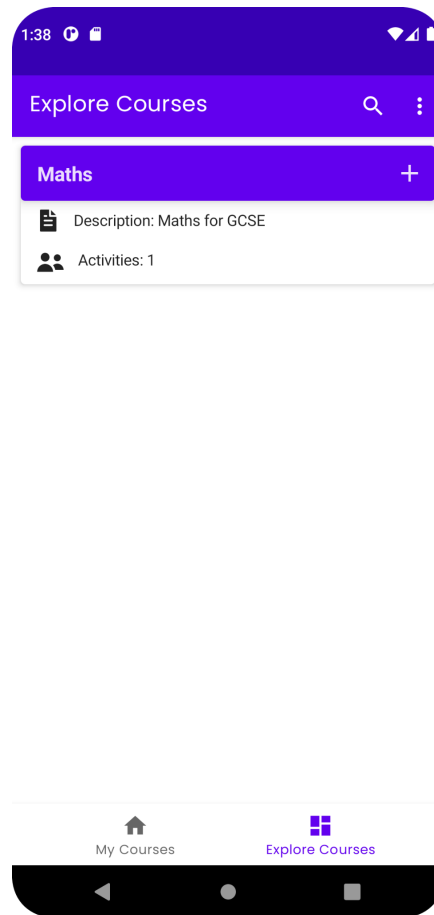 1:38
Explore Courses
Maths
Description: Maths for GCSE
Activities: 1
My Courses
Explore Courses